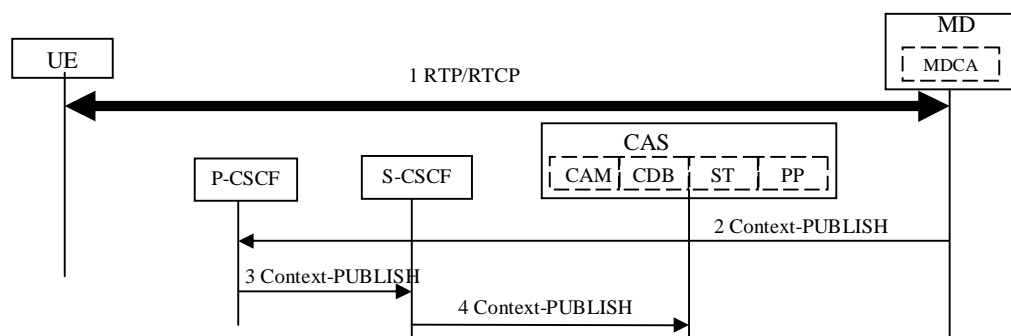 MD
UE
MDCA
1 RTP/RTCP
CAS
P-CSCF
S-CSCF
CAM
CDB
ST
PP
2 Context-PUBLISH
3 Context-PUBLISH
4 Context-PUBLISH